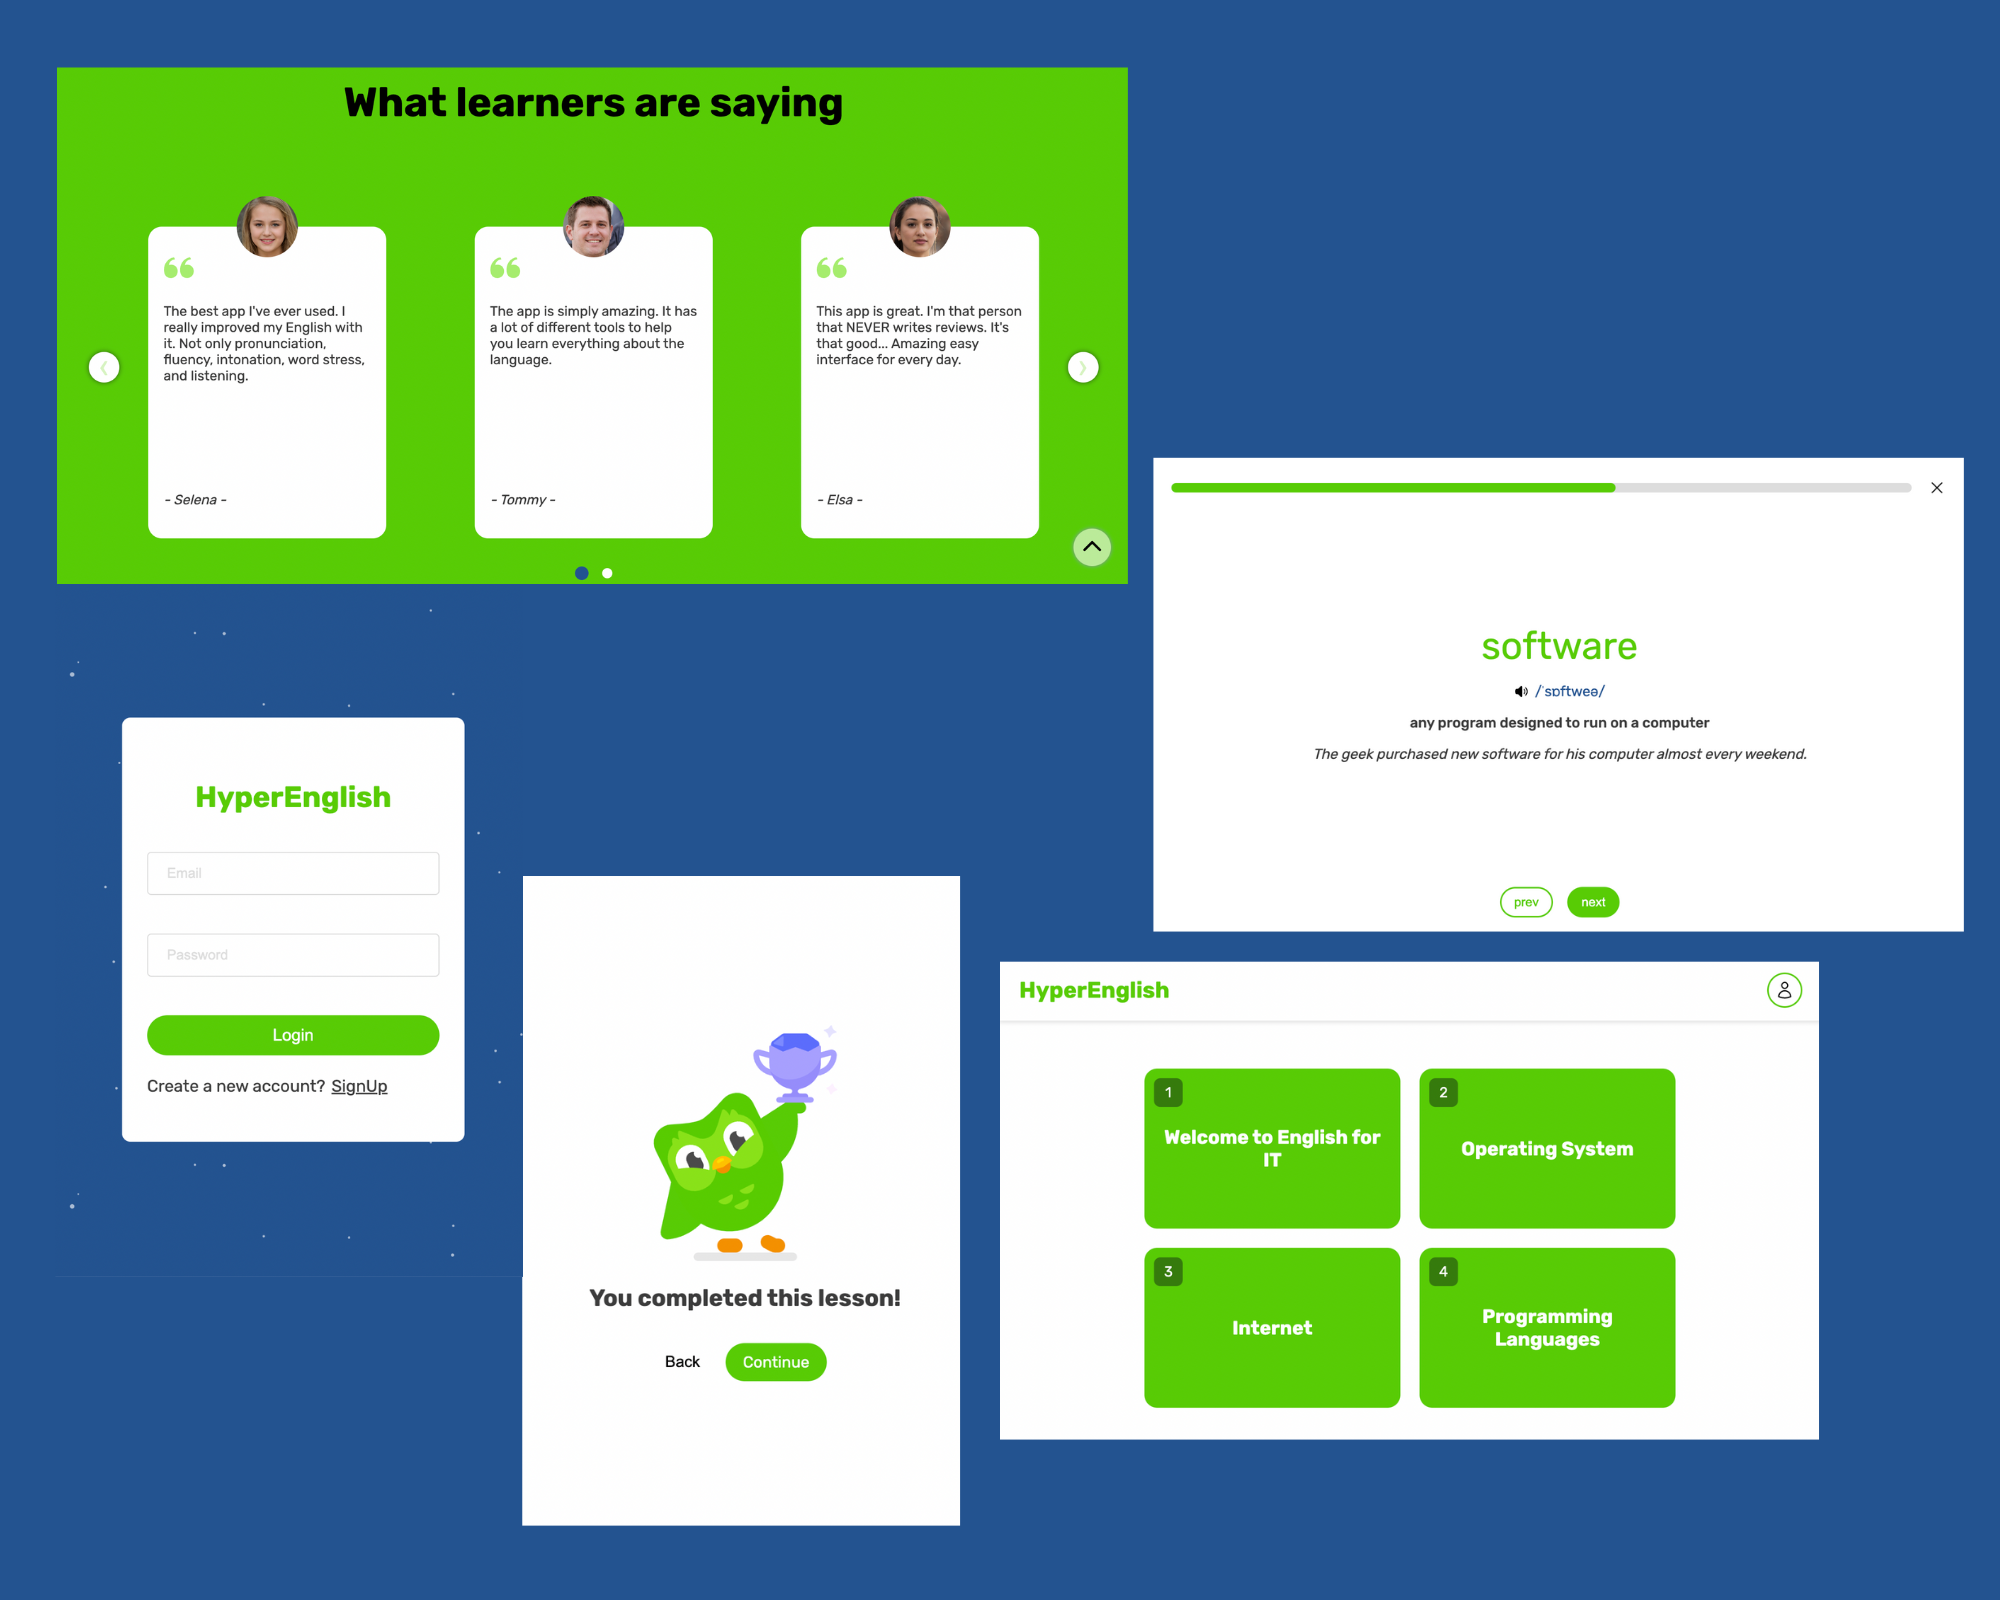 What learners are saying
The best app I've ever used. I
really improved my English with
it. Not only pronunciation,
fluency, intonation, word stress,
and listening.
- Selena -
The app is simply amazing. It has
a lot of different tools to help
you learn everything about the
language.
- Tommy -
This app is great. I'm that person
that NEVER writes reviews. It's
that good... Amazing easy
interface for every day.
- Elsa -
software
/ˈsɒftweə/
any program designed to run on a computer
The geek purchased new software for his computer almost every weekend.
prev
next
HyperEnglish
Email
Password
Login
Create a new account? SignUp
You completed this lesson!
Back
Continue
HyperEnglish
1
Welcome to English for
IT
2
Operating System
3
Internet
4
Programming
Languages